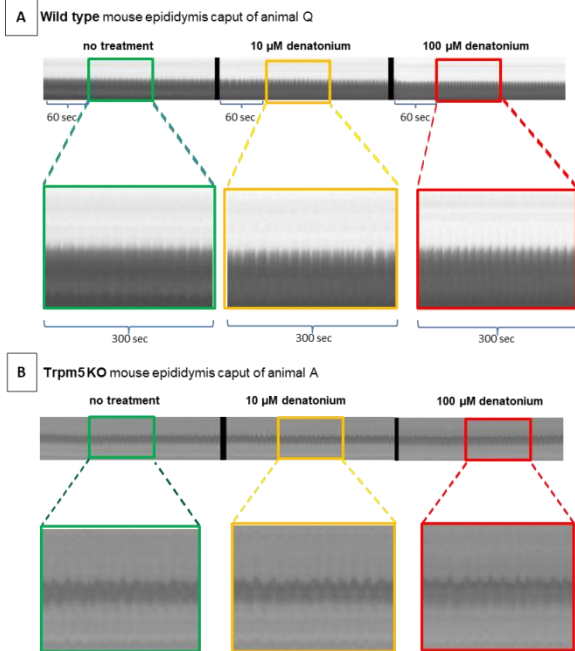 A Wild type mouse epididymis caput of animal Q
no treatment 10 µM denatonium 100 µM denatonium
60 sec 60 sec 60 sec
300 sec 300 sec 300 sec
B Trpm5KO mouse epididymis caput of animal A
no treatment 10 µM denatonium 100 µM denatonium